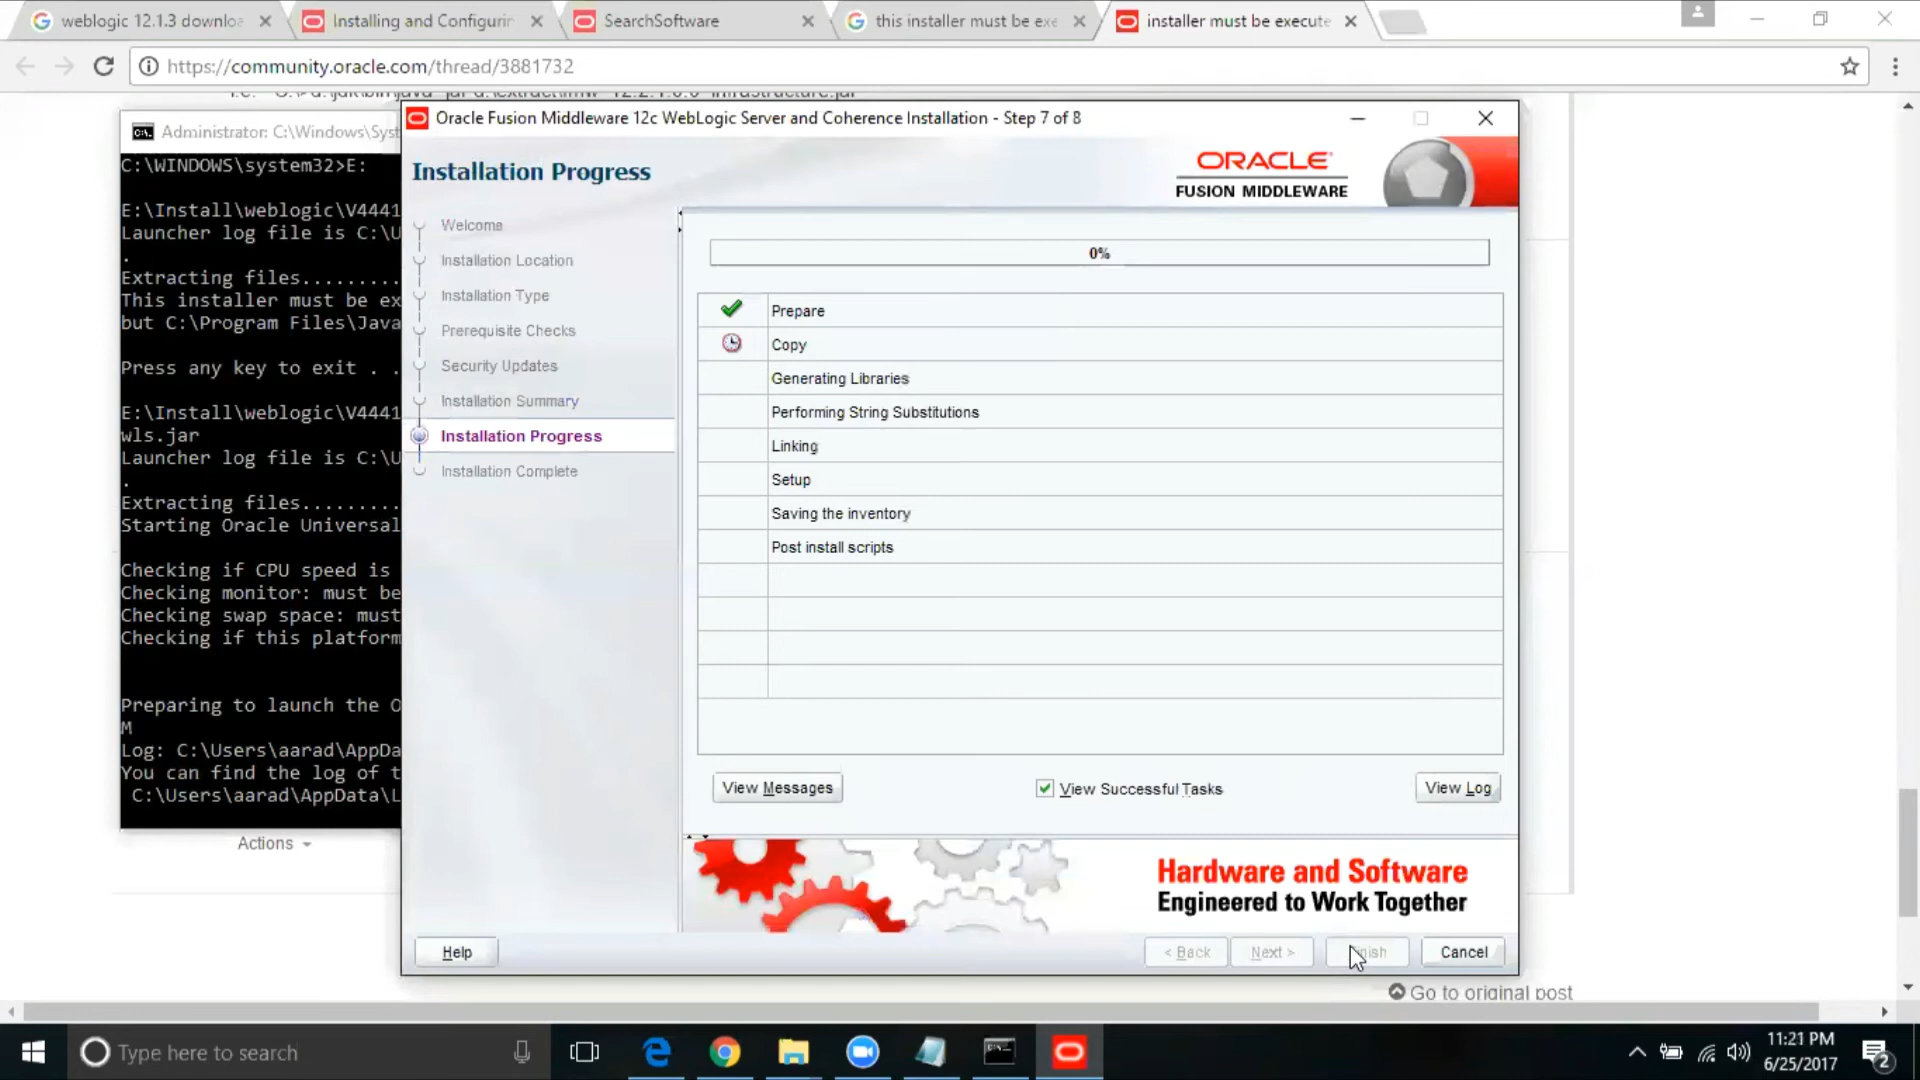 weblogic 12.1.3 downloa
Installing and Configurin
SearchSoftware
this installer must be exe
installer must be execute
https://community.oracle.com/thread/3881732
Administrator: C:\Windows\Syst
C:\WINDOWS\system32>E:
E:\Install\weblogic\V4441
Launcher log file is C:\U
.
Extracting files..........
This installer must be ex
but C:\Program Files\Java
Press any key to exit . .
E:\Install\weblogic\V4441
wls.jar
Launcher log file is C:\U
.
Extracting files..........
Starting Oracle Universal
Checking if CPU speed is
Checking monitor: must be
Checking swap space: must
Checking if this platform
Preparing to launch the O
M
Log: C:\Users\aarad\AppDa
You can find the log of t
C:\Users\aarad\AppData\L
Actions
Oracle Fusion Middleware 12c WebLogic Server and Coherence Installation - Step 7 of 8
Installation Progress
ORACLE
FUSION MIDDLEWARE
Welcome
Installation Location
Installation Type
Prerequisite Checks
Security Updates
Installation Summary
Installation Progress
Installation Complete
0%
Prepare
Copy
Generating Libraries
Performing String Substitutions
Linking
Setup
Saving the inventory
Post install scripts
View Messages
View Successful Tasks
View Log
Hardware and Software
Engineered to Work Together
Help
< Back
Next >
Finish
Cancel
Go to original post
Type here to search
11:21 PM
6/25/2017
2